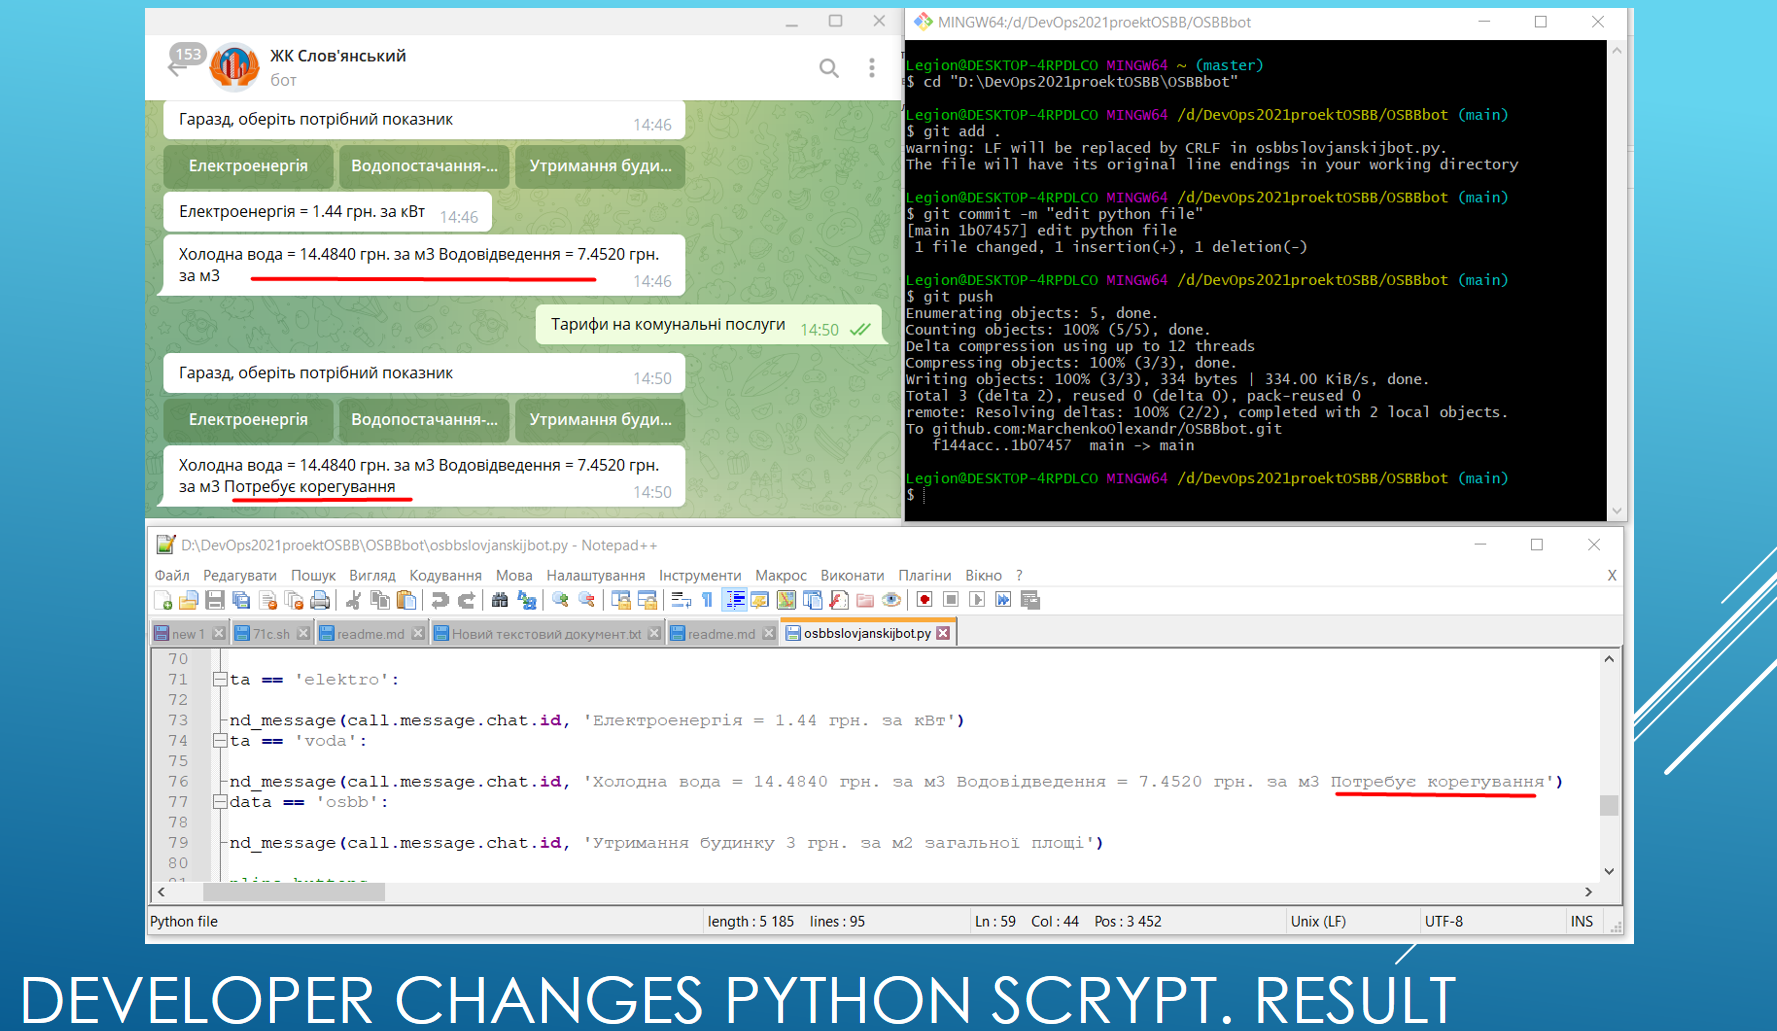 153
ЖК Слов'янський
бот
Гаразд, оберіть потрібний показник
14:46
Електроенергія
Водопостачання-...
Утримання буди...
Електроенергія = 1.44 грн. за кВт
14:46
Холодна вода = 14.4840 грн. за м3 Водовідведення = 7.4520 грн.
за м3
14:46
Тарифи на комунальні послуги
14:50
Гаразд, оберіть потрібний показник
14:50
Електроенергія
Водопостачання-...
Утримання буди...
Холодна вода = 14.4840 грн. за м3 Водовідведення = 7.4520 грн.
за м3 Потребує корегування
14:50
MINGW64:/d/DevOps2021proektOSBB/OSBBbot
Legion@DESKTOP-4RPDLCO MINGW64 ~ (master)
$ cd "D:\DevOps2021proektOSBB\OSBBbot"
Legion@DESKTOP-4RPDLCO MINGW64 /d/DevOps2021proektOSBB/OSBBbot (main)
$ git add .
warning: LF will be replaced by CRLF in osbbslovjanskijbot.py.
The file will have its original line endings in your working directory
Legion@DESKTOP-4RPDLCO MINGW64 /d/DevOps2021proektOSBB/OSBBbot (main)
$ git commit -m "edit python file"
[main 1b07457] edit python file
1 file changed, 1 insertion(+), 1 deletion(-)
Legion@DESKTOP-4RPDLCO MINGW64 /d/DevOps2021proektOSBB/OSBBbot (main)
$ git push
Enumerating objects: 5, done.
Counting objects: 100% (5/5), done.
Delta compression using up to 12 threads
Compressing objects: 100% (3/3), done.
Writing objects: 100% (3/3), 334 bytes | 334.00 KiB/s, done.
Total 3 (delta 2), reused 0 (delta 0), pack-reused 0
remote: Resolving deltas: 100% (2/2), completed with 2 local objects.
To github.com:MarchenkoOlexandr/OSBBbot.git
f144acc..1b07457  main -> main
Legion@DESKTOP-4RPDLCO MINGW64 /d/DevOps2021proektOSBB/OSBBbot (main)
$
D:\DevOps2021proektOSBB\OSBBbot\osbbslovjanskijbot.py - Notepad++
Файл Редагувати Пошук Вигляд Кодування Мова Налаштування Інструменти Макрос Виконати Плагіни Вікно ? X
new 1 71c.sh readme.md Новий текстовий документ.txt readme.md osbbslovjanskijbot.py
70
71 ta == 'elektro':
72
73 nd_message(call.message.chat.id, 'Електроенергія = 1.44 грн. за кВт')
74 ta == 'voda':
75
76 nd_message(call.message.chat.id, 'Холодна вода = 14.4840 грн. за м3 Водовідведення = 7.4520 грн. за м3 Потребує корегування')
77 data == 'osbb':
78
79 nd_message(call.message.chat.id, 'Утримання будинку 3 грн. за м2 загальної площі')
80
Python file length : 5 185 lines : 95 Ln : 59 Col : 44 Pos : 3 452 Unix (LF) UTF-8 INS
DEVELOPER CHANGES PYTHON SCRYPT. RESULT